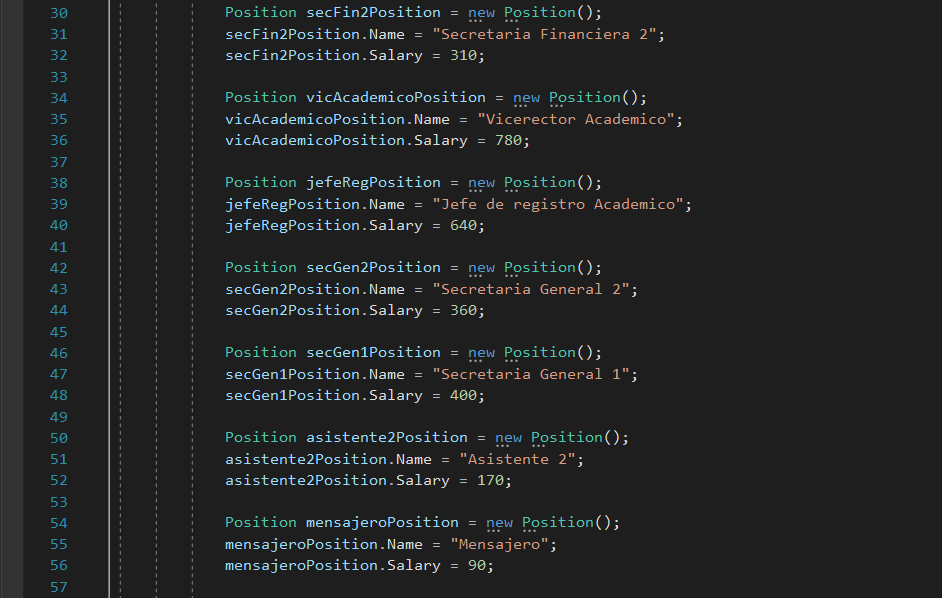 30 Position secFin2Position = new Position();
31 secFin2Position.Name = "Secretaria Financiera 2";
32 secFin2Position.Salary = 310;
33
34 Position vicAcademicoPosition = new Position();
35 vicAcademicoPosition.Name = "Vicerector Academico";
36 vicAcademicoPosition.Salary = 780;
37
38 Position jefeRegPosition = new Position();
39 jefeRegPosition.Name = "Jefe de registro Academico";
40 jefeRegPosition.Salary = 640;
41
42 Position secGen2Position = new Position();
43 secGen2Position.Name = "Secretaria General 2";
44 secGen2Position.Salary = 360;
45
46 Position secGen1Position = new Position();
47 secGen1Position.Name = "Secretaria General 1";
48 secGen1Position.Salary = 400;
49
50 Position asistente2Position = new Position();
51 asistente2Position.Name = "Asistente 2";
52 asistente2Position.Salary = 170;
53
54 Position mensajeroPosition = new Position();
55 mensajeroPosition.Name = "Mensajero";
56 mensajeroPosition.Salary = 90;
57